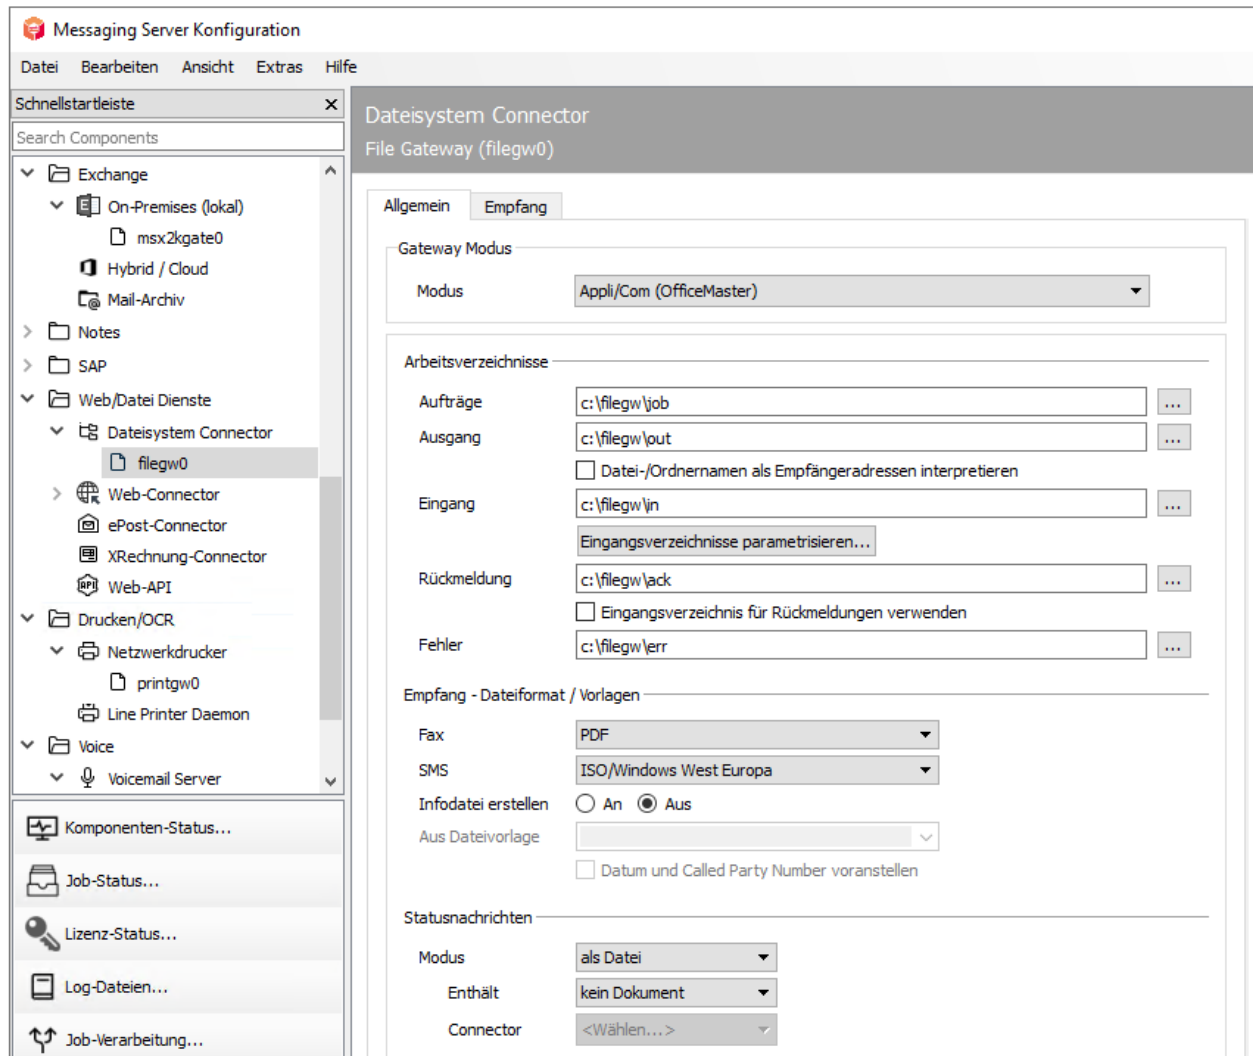 Messaging Server Konfiguration
Datei Bearbeiten Ansicht Extras Hilfe
Schnellstartleiste
Search Components
Exchange
On-Premises (lokal)
msx2kgate0
Hybrid / Cloud
Mail-Archiv
Notes
SAP
Web/Datei Dienste
Dateisystem Connector
filegw0
Web-Connector
ePost-Connector
XRechnung-Connector
API Web-API
Drucken/OCR
Netzwerkdrucker
printgw0
Line Printer Daemon
Voice
Voicemail Server
Komponenten-Status...
Job-Status...
Lizenz-Status...
Log-Dateien...
Job-Verarbeitung...
Dateisystem Connector
File Gateway (filegw0)
Allgemein Empfang
Gateway Modus
Modus Appli/Com (OfficeMaster)
Arbeitsverzeichnisse
Aufträge c:\filegw\job ...
Ausgang c:\filegw\out ...
Datei-/Ordnernamen als Empfängeradressen interpretieren
Eingang c:\filegw\in ...
Eingangsverzeichnisse parametrisieren...
Rückmeldung c:\filegw\ack ...
Eingangsverzeichnis für Rückmeldungen verwenden
Fehler c:\filegw\err ...
Empfang - Dateiformat / Vorlagen
Fax PDF
SMS ISO/Windows West Europa
Infodatei erstellen An Aus
Aus Dateivorlage
Datum und Called Party Number voranstellen
Statusnachrichten
Modus als Datei
Enthält kein Dokument
Connector <Wählen...>